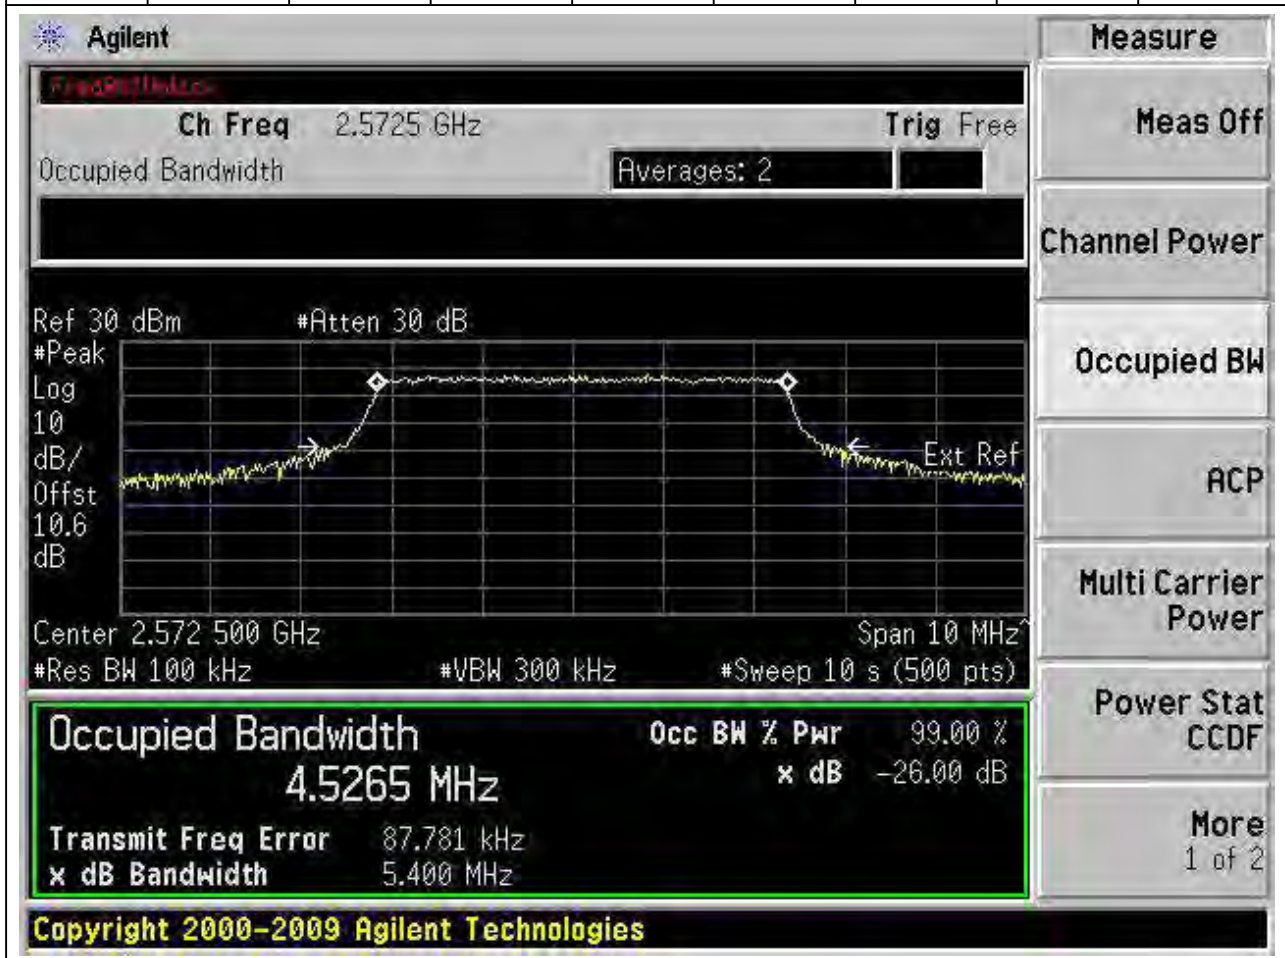 Agilent
Measure
Ch Freq 2.5725 GHz Trig Free
Occupied Bandwidth Averages: 2
Meas Off
Channel Power
Ref 30 dBm #Atten 30 dB
#Peak
Log
10
dB/
Offst
10.6
dB
Ext Ref
Occupied BW
ACP
Multi Carrier
Power
Center 2.572 500 GHz Span 10 MHz^
#Res BW 100 kHz #VBW 300 kHz #Sweep 10 s (500 pts)
Occupied Bandwidth Occ BW % Pwr 99.00 %
4.5265 MHz x dB -26.00 dB
Transmit Freq Error 87.781 kHz
x dB Bandwidth 5.400 MHz
Power Stat
CCDF
More
1 of 2
Copyright 2000-2009 Agilent Technologies